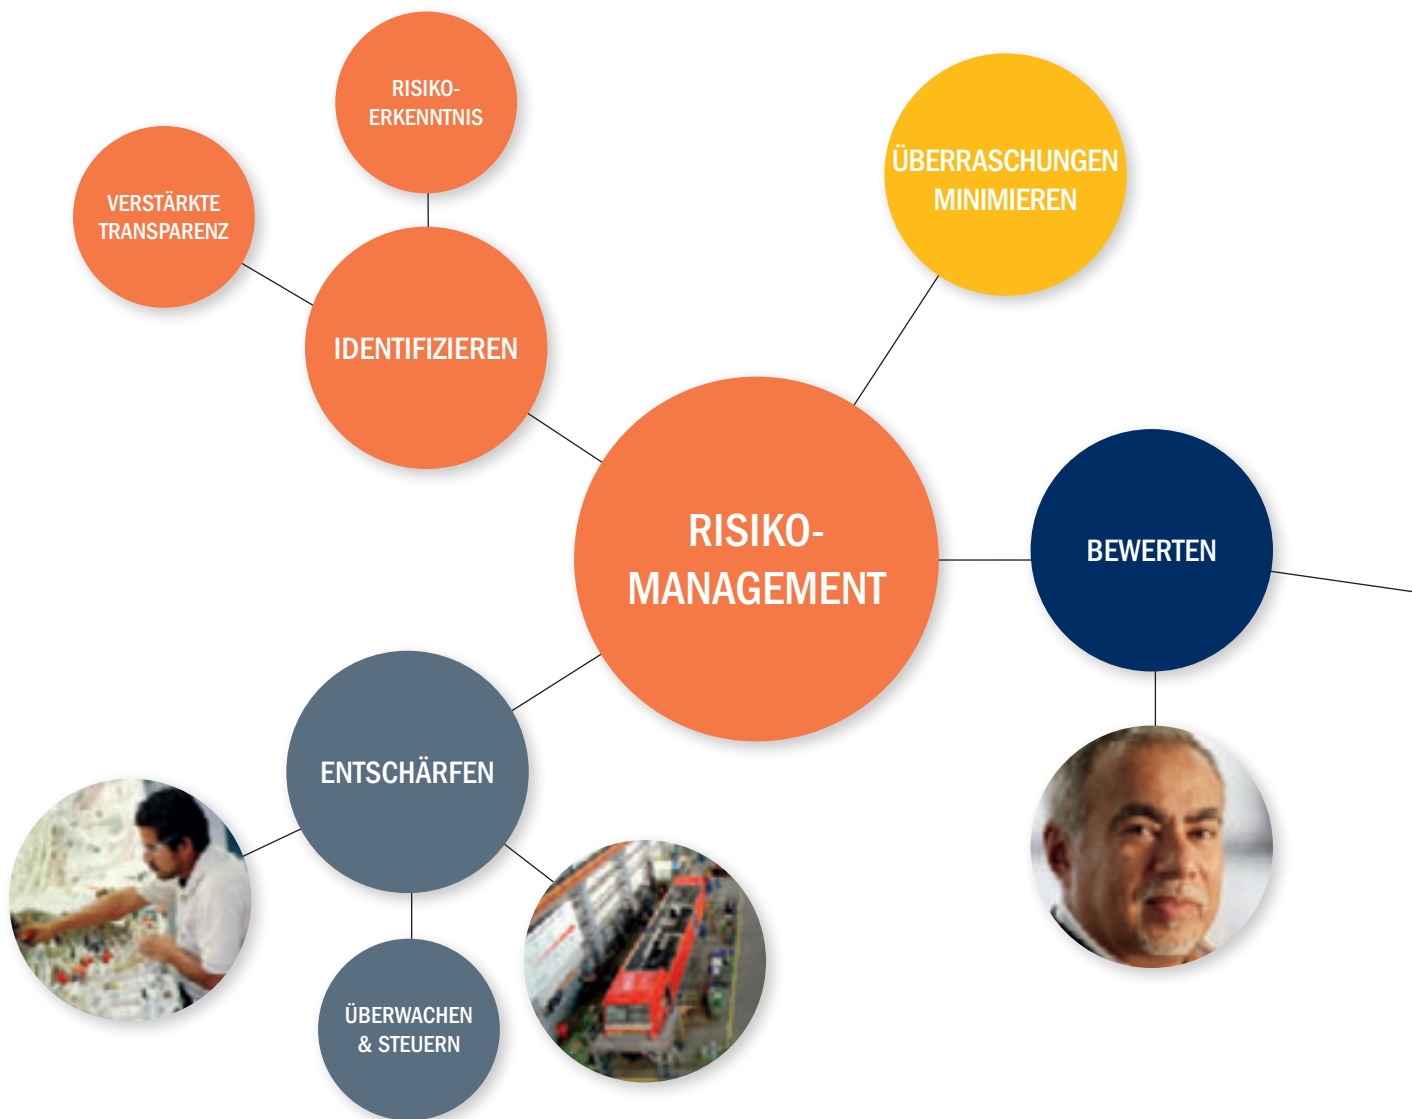 RISIKO-
ERKENNTNIS
VERSTÄRKTE
TRANSPARENZ
IDENTIFIZIEREN
ÜBERRASCHUNGEN
MINIMIEREN
RISIKO-
MANAGEMENT
BEWERTEN
ENTSCHÄRFEN
ÜBERWACHEN
& STEUERN